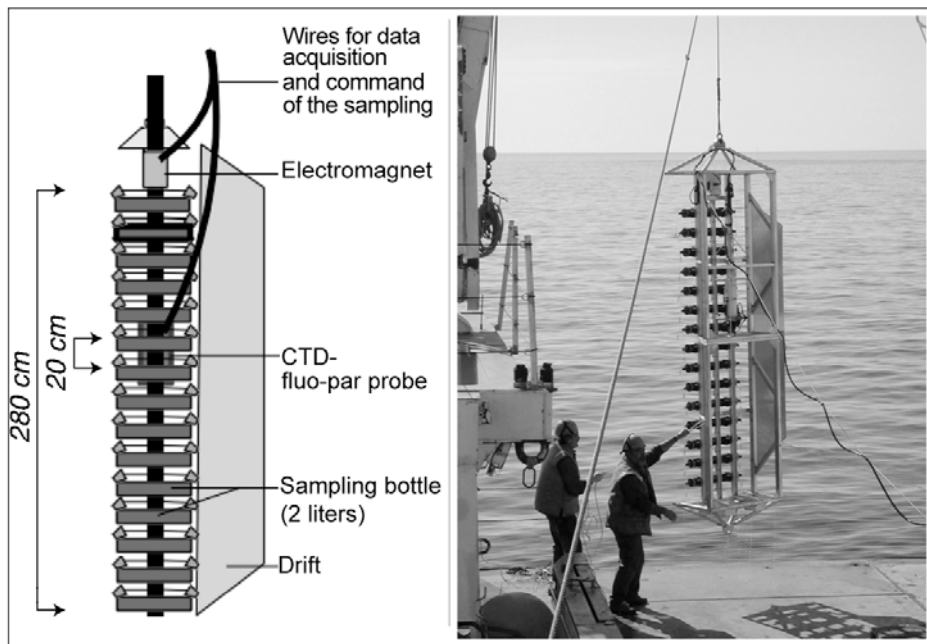 Wires for data
acquisition
and command
of the sampling
Electromagnet
280 cm
20 cm
CTD-
fluo-par probe
Sampling bottle
(2 liters)
Drift